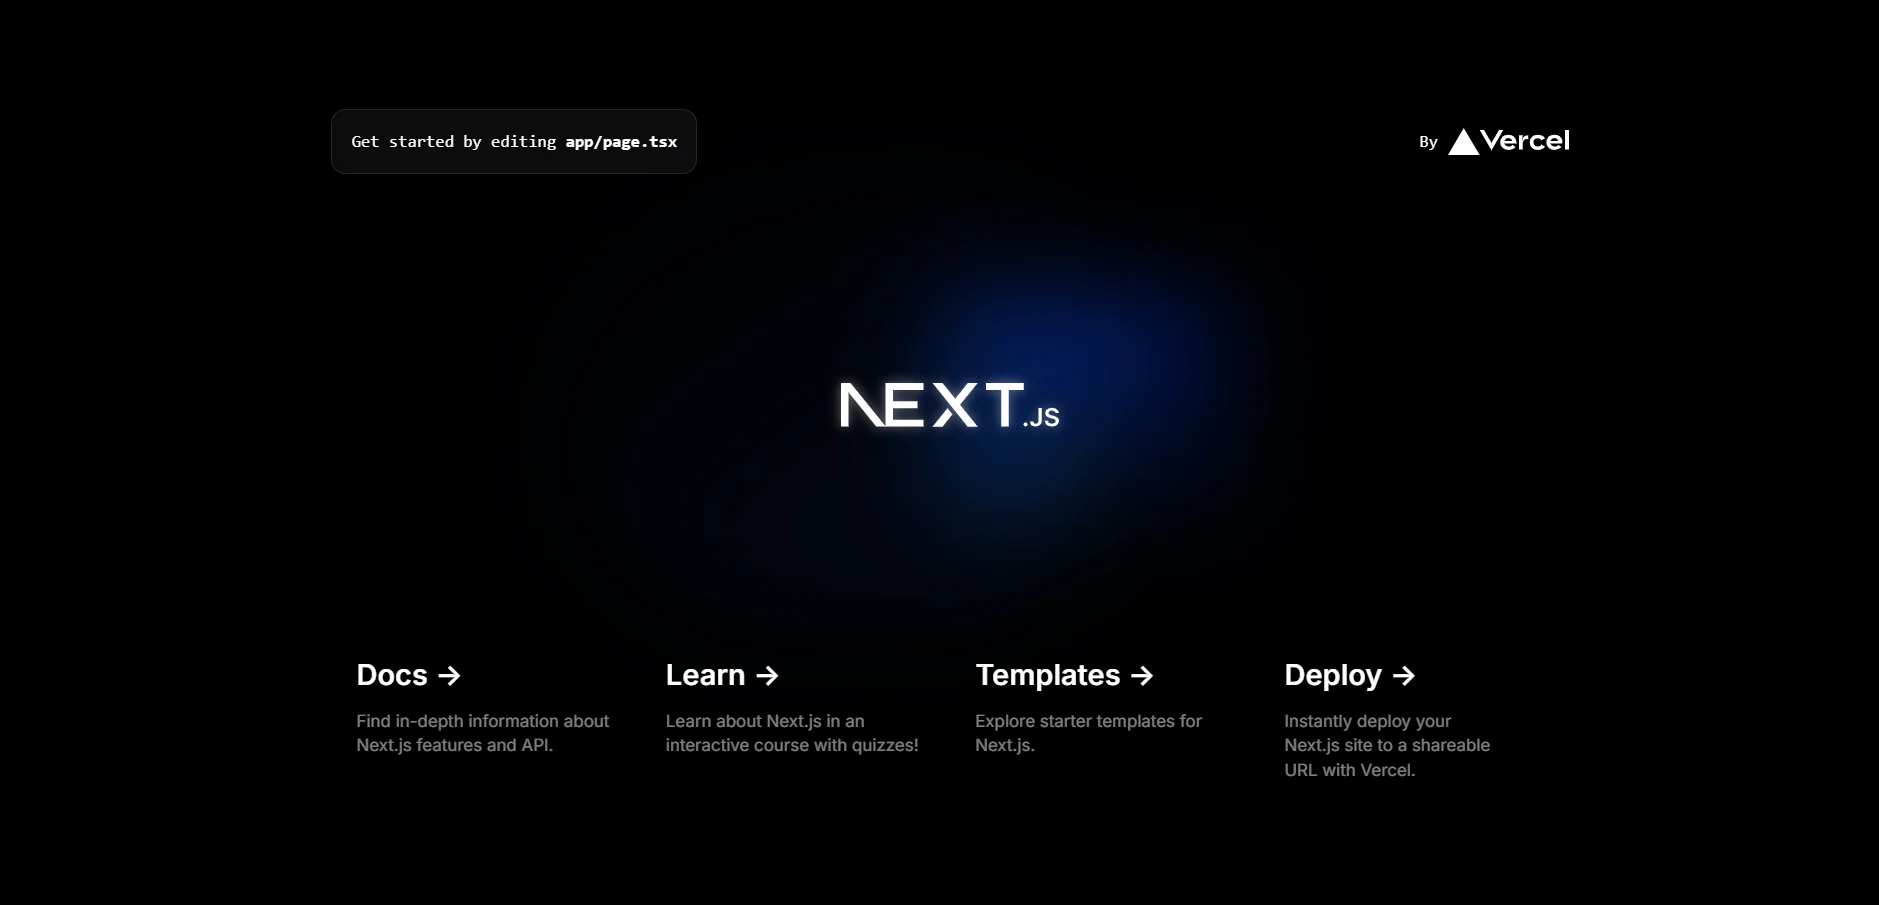 Get started by editing app/page.tsx
By Vercel
NEXT.JS
Docs →
Find in-depth information about
Next.js features and API.
Learn →
Learn about Next.js in an
interactive course with quizzes!
Templates →
Explore starter templates for
Next.js.
Deploy →
Instantly deploy your
Next.js site to a shareable
URL with Vercel.